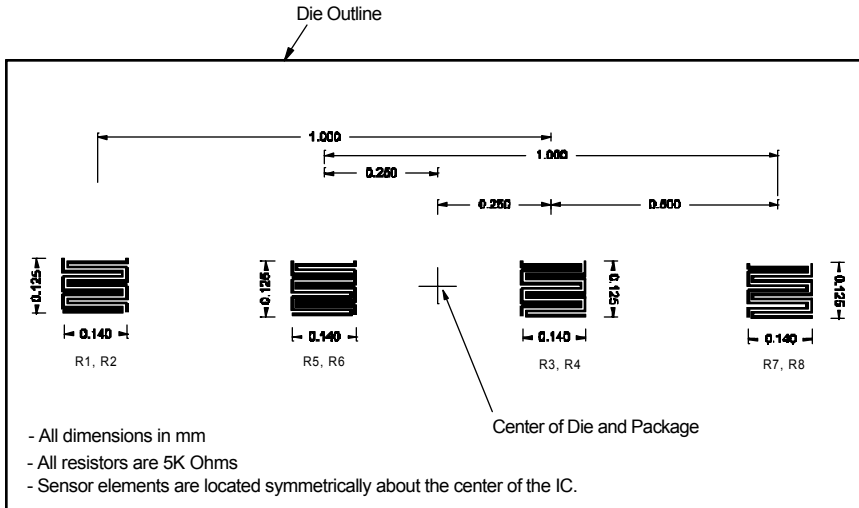 Die Outline
1.000
1.000
0.250
0.250
0.500
0.125
0.125
0.125
0.125
0.140
0.140
0.140
0.140
R1, R2
R5, R6
R3, R4
R7, R8
Center of Die and Package
- All dimensions in mm
- All resistors are 5K Ohms
- Sensor elements are located symmetrically about the center of the IC.